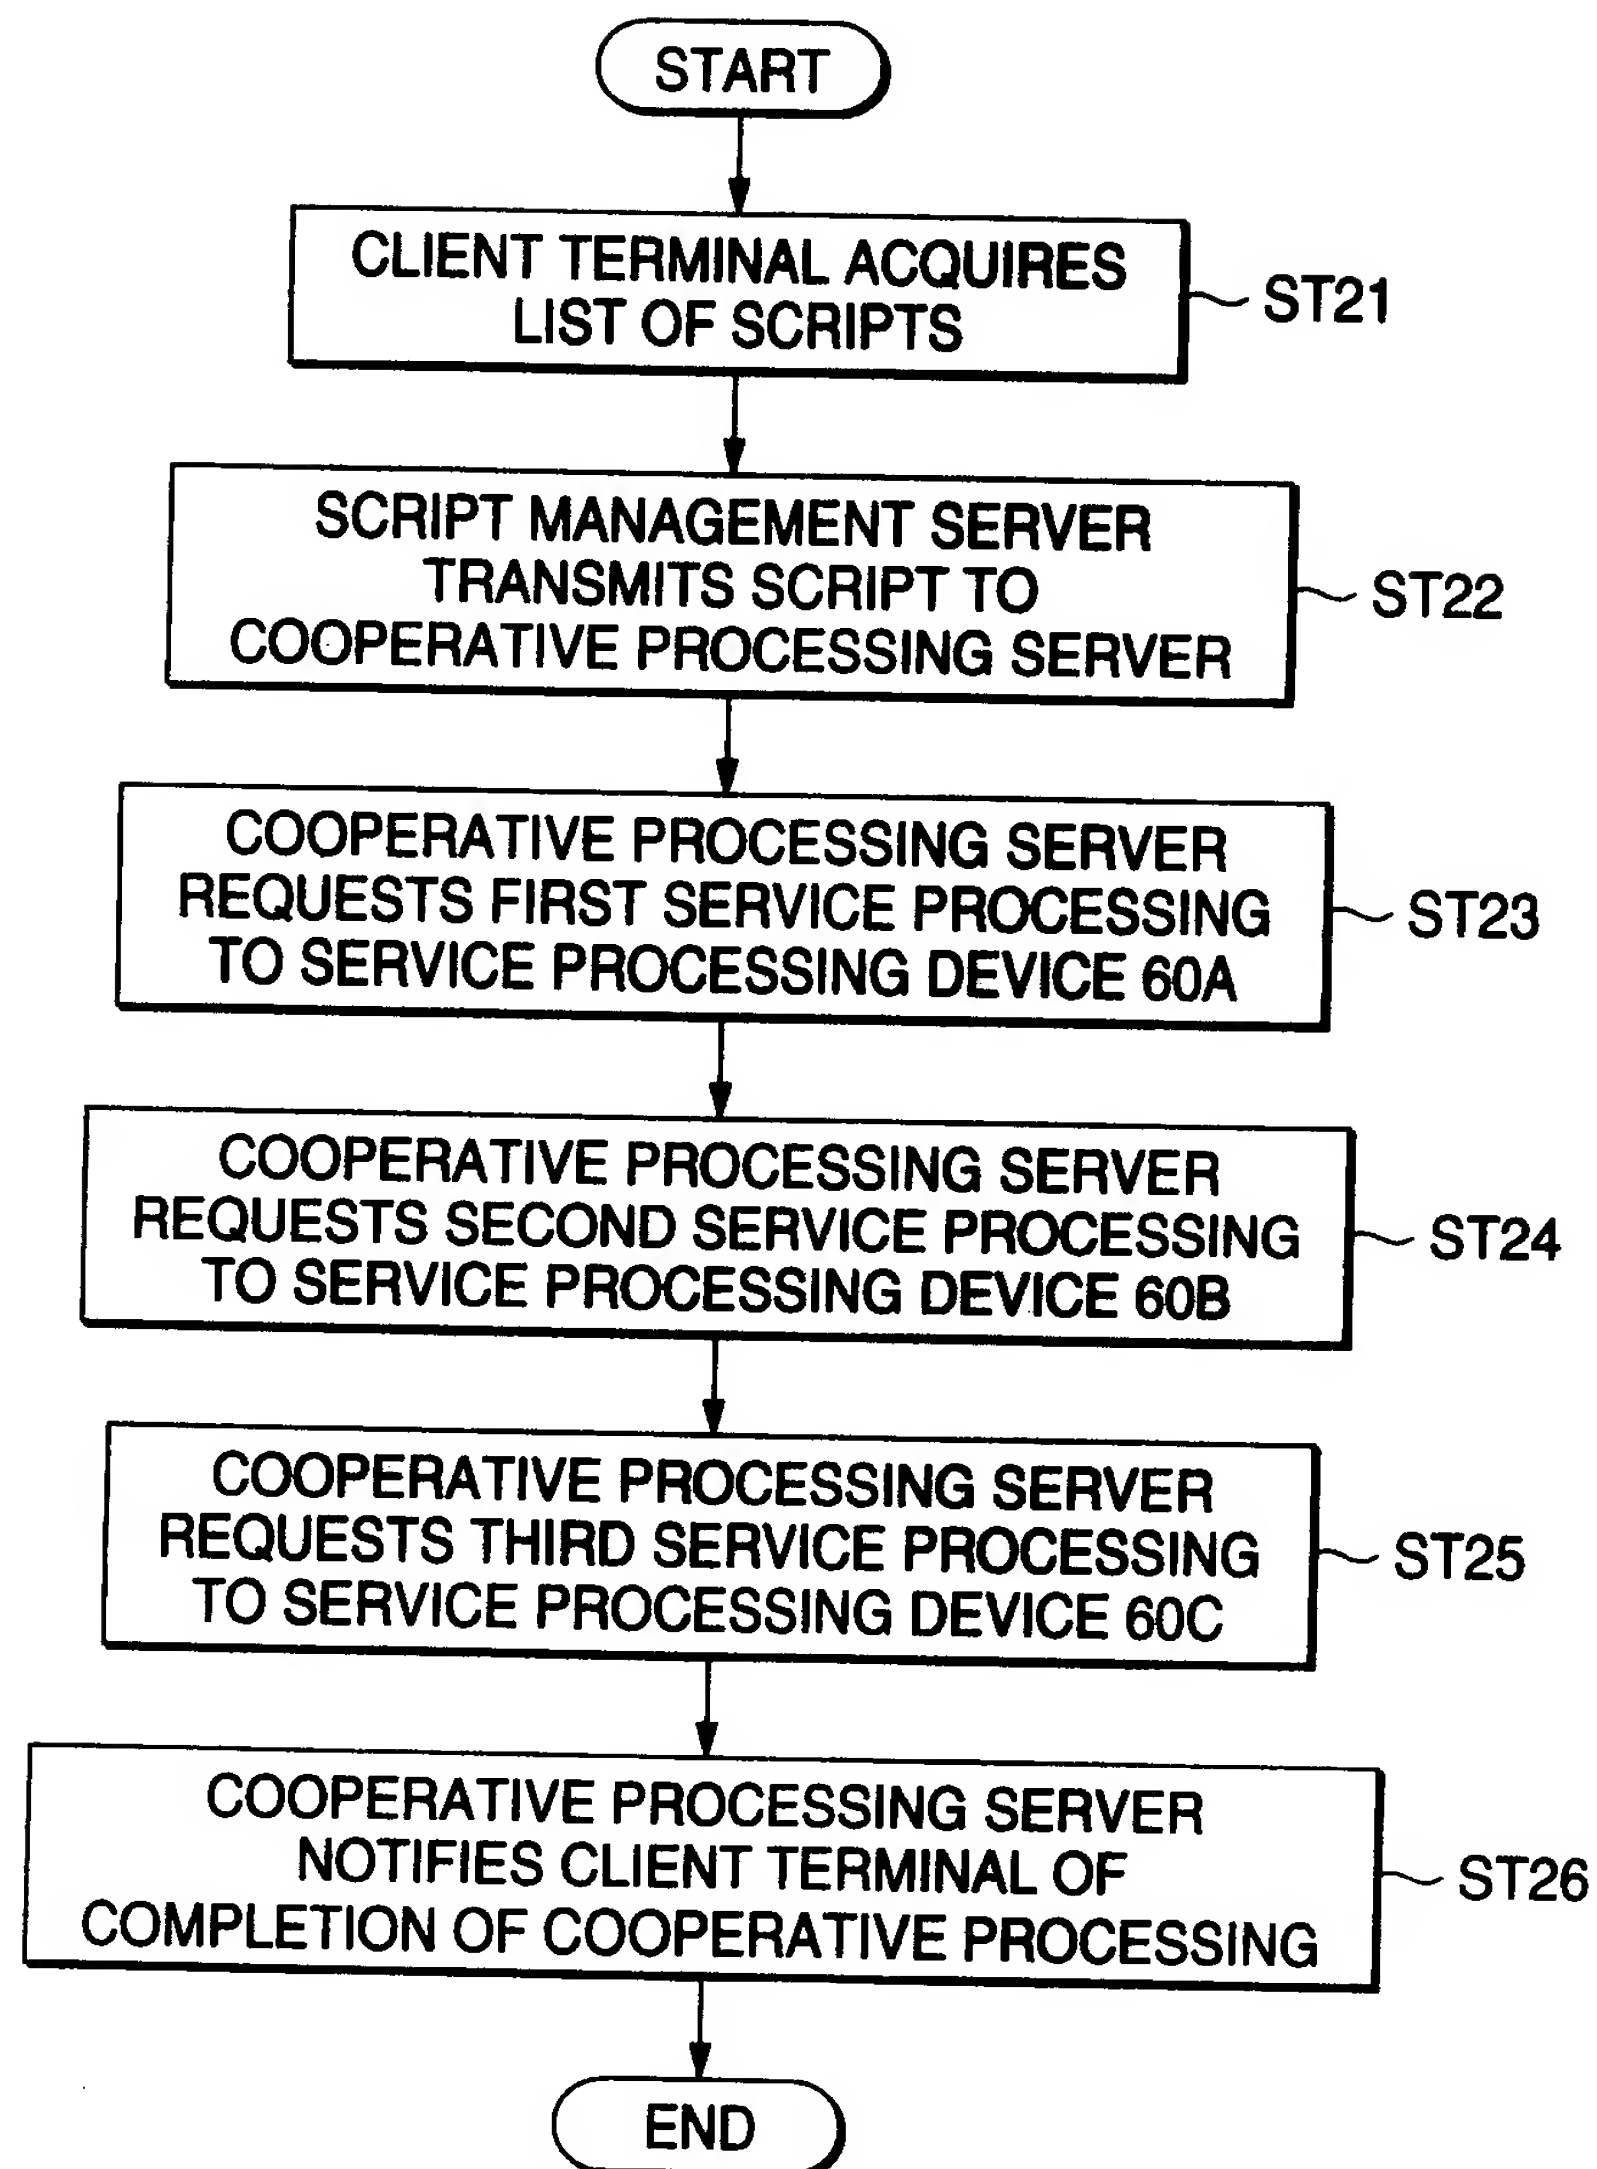 START
CLIENT TERMINAL ACQUIRES
LIST OF SCRIPTS
ST21
SCRIPT MANAGEMENT SERVER
TRANSMITS SCRIPT TO
COOPERATIVE PROCESSING SERVER
ST22
COOPERATIVE PROCESSING SERVER
REQUESTS FIRST SERVICE PROCESSING
TO SERVICE PROCESSING DEVICE 60A
ST23
COOPERATIVE PROCESSING SERVER
REQUESTS SECOND SERVICE PROCESSING
TO SERVICE PROCESSING DEVICE 60B
ST24
COOPERATIVE PROCESSING SERVER
REQUESTS THIRD SERVICE PROCESSING
TO SERVICE PROCESSING DEVICE 60C
ST25
COOPERATIVE PROCESSING SERVER
NOTIFIES CLIENT TERMINAL OF
COMPLETION OF COOPERATIVE PROCESSING
ST26
END